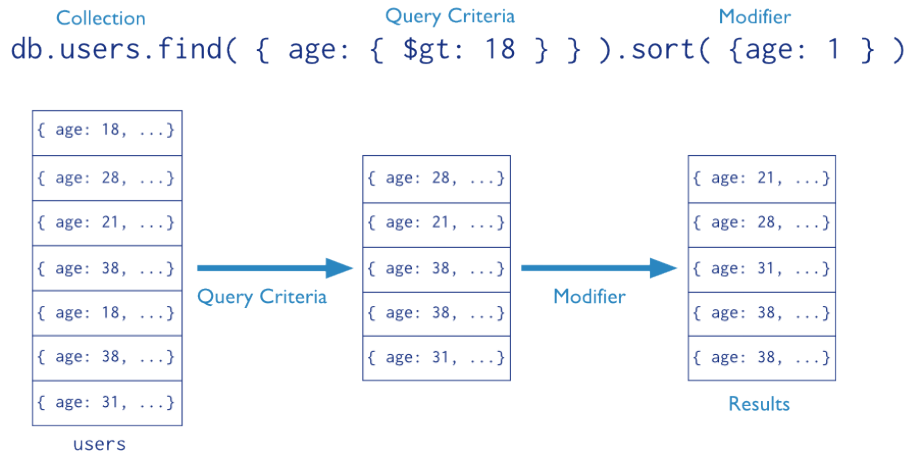 Collection Query Criteria Modifier
db.users.find( { age: { $gt: 18 } } ).sort( {age: 1 } )
{ age: 18, ...}
{ age: 28, ...}
{ age: 21, ...}
{ age: 38, ...}
{ age: 18, ...}
{ age: 38, ...}
{ age: 31, ...}
users
Query Criteria
{ age: 28, ...}
{ age: 21, ...}
{ age: 38, ...}
{ age: 38, ...}
{ age: 31, ...}
Modifier
{ age: 21, ...}
{ age: 28, ...}
{ age: 31, ...}
{ age: 38, ...}
{ age: 38, ...}
Results